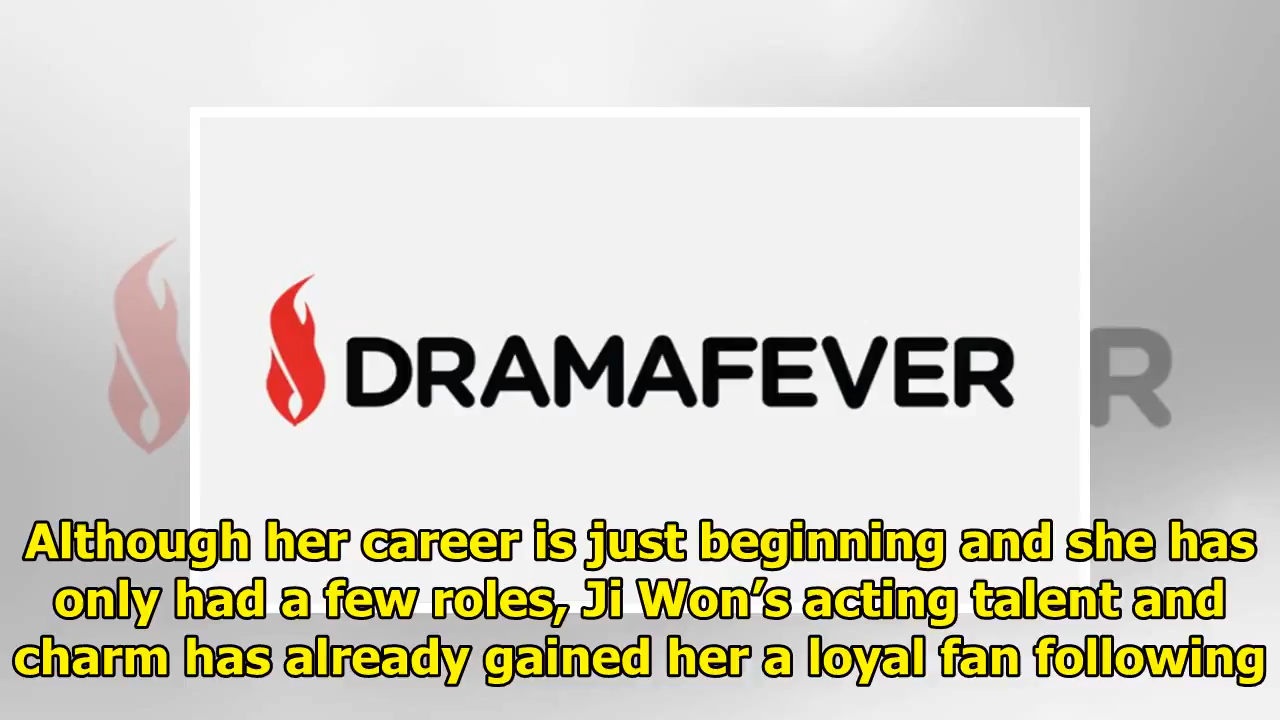 DRAMAFEVER
R
Although her career is just beginning and she has
only had a few roles, Ji Won’s acting talent and
charm has already gained her a loyal fan following